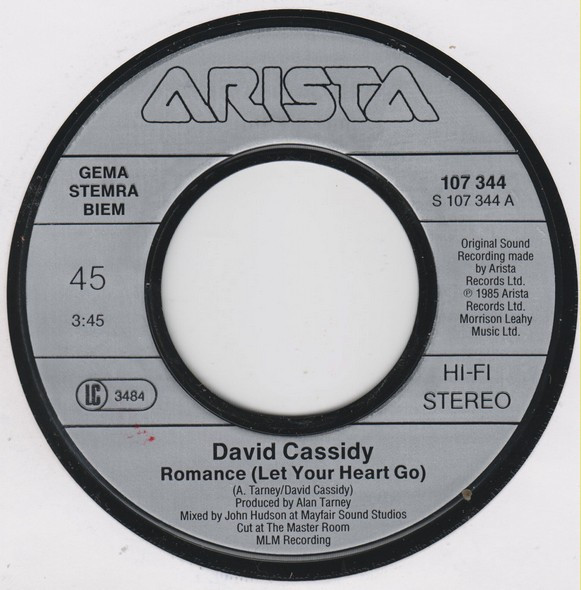 ARISTA
GEMA
STEMRA
BIEM
107 344
S 107 344 A
45
3:45
Original Sound
Recording made
by Arista
Records Ltd.
℗ 1985 Arista
Records Ltd.
Morrison Leahy
Music Ltd.
LC 3484
HI-FI
STEREO
David Cassidy
Romance (Let Your Heart Go)
(A. Tarney/David Cassidy)
Produced by Alan Tarney
Mixed by John Hudson at Mayfair Sound Studios
Cut at The Master Room
MLM Recording